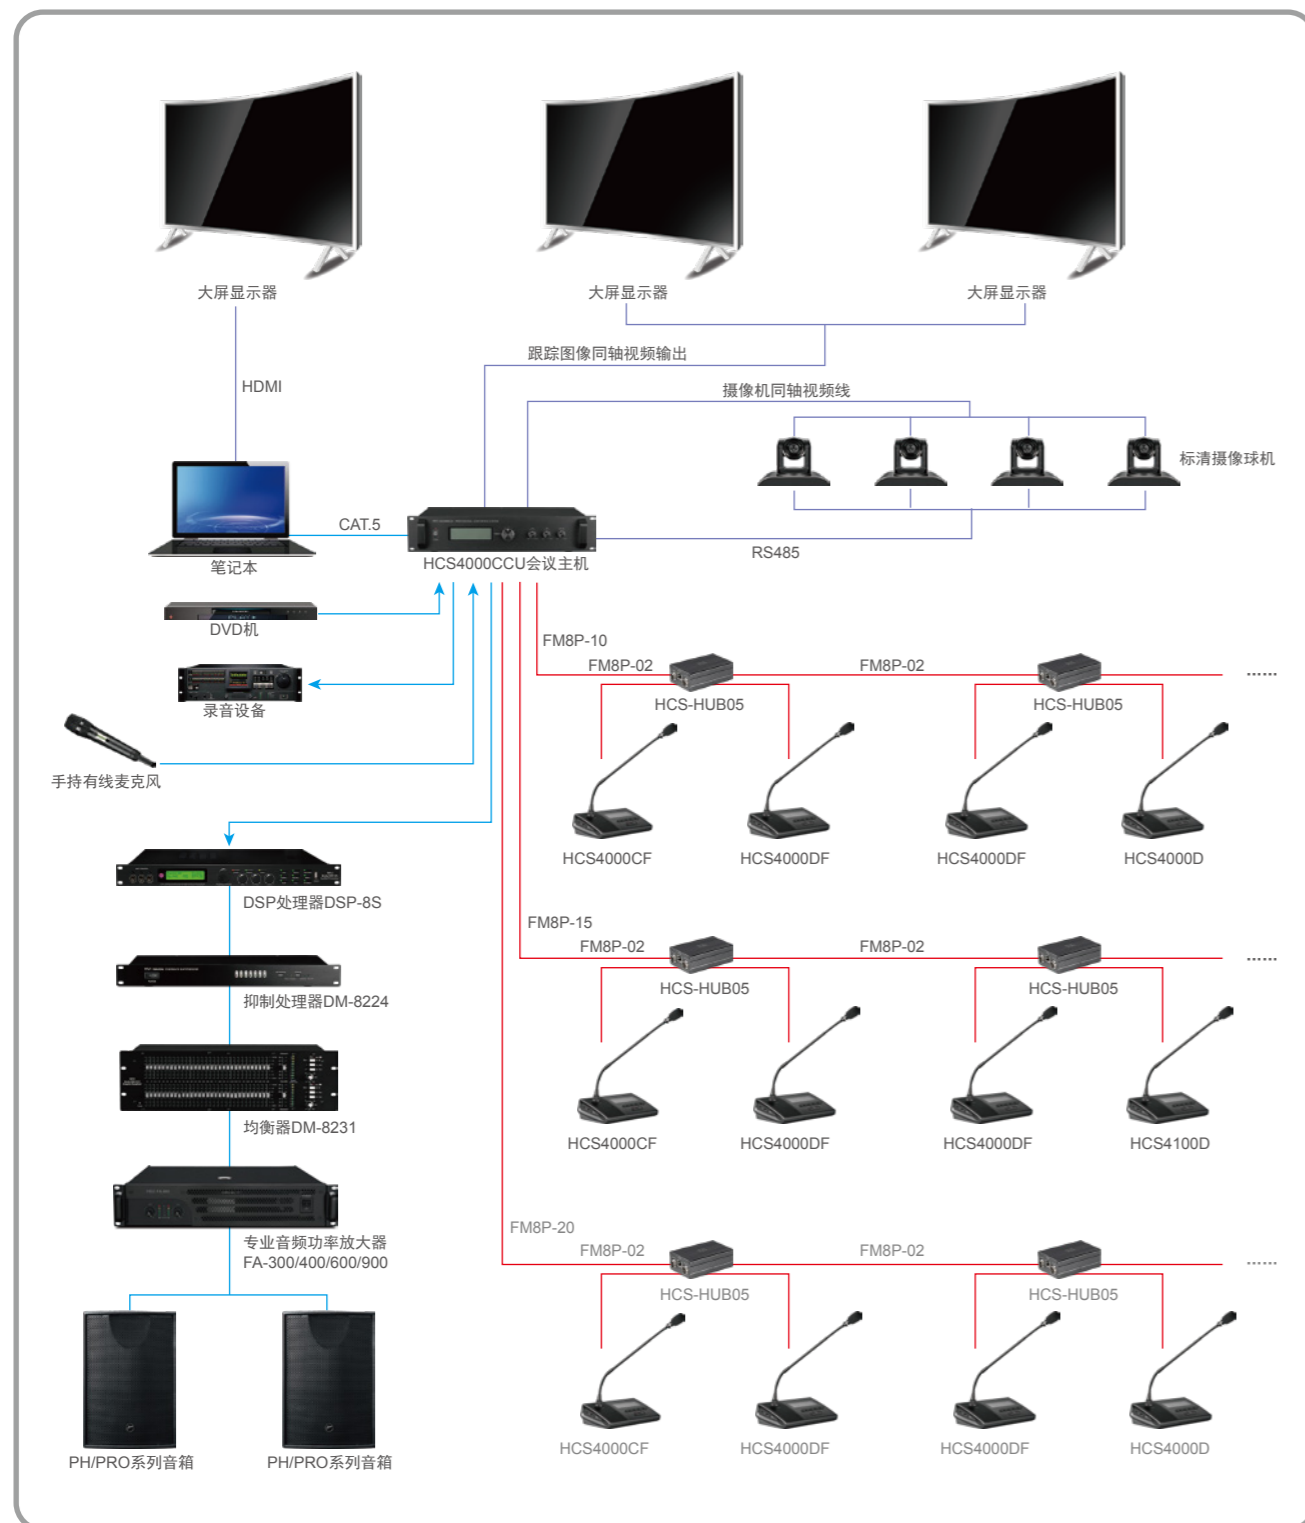 大屏显示器
大屏显示器
大屏显示器
跟踪图像同轴视频输出
HDMI
摄像机同轴视频线
标清摄像球机
CAT.5
RS485
笔记本
HCS4000CCU会议主机
DVD机
FM8P-10
FM8P-02
FM8P-02
HCS-HUB05
HCS-HUB05
......
录音设备
手持有线麦克风
HCS4000CF
HCS4000DF
HCS4000DF
HCS4000D
DSP处理器DSP-8S
FM8P-15
FM8P-02
FM8P-02
HCS-HUB05
HCS-HUB05
......
抑制处理器DM-8224
均衡器DM-8231
HCS4000CF
HCS4000DF
HCS4000DF
HCS4100D
FM8P-20
专业音频功率放大器
FA-300/400/600/900
FM8P-02
FM8P-02
HCS-HUB05
HCS-HUB05
......
HCS4000CF
HCS4000DF
HCS4000DF
HCS4000D
PH/PRO系列音箱
PH/PRO系列音箱